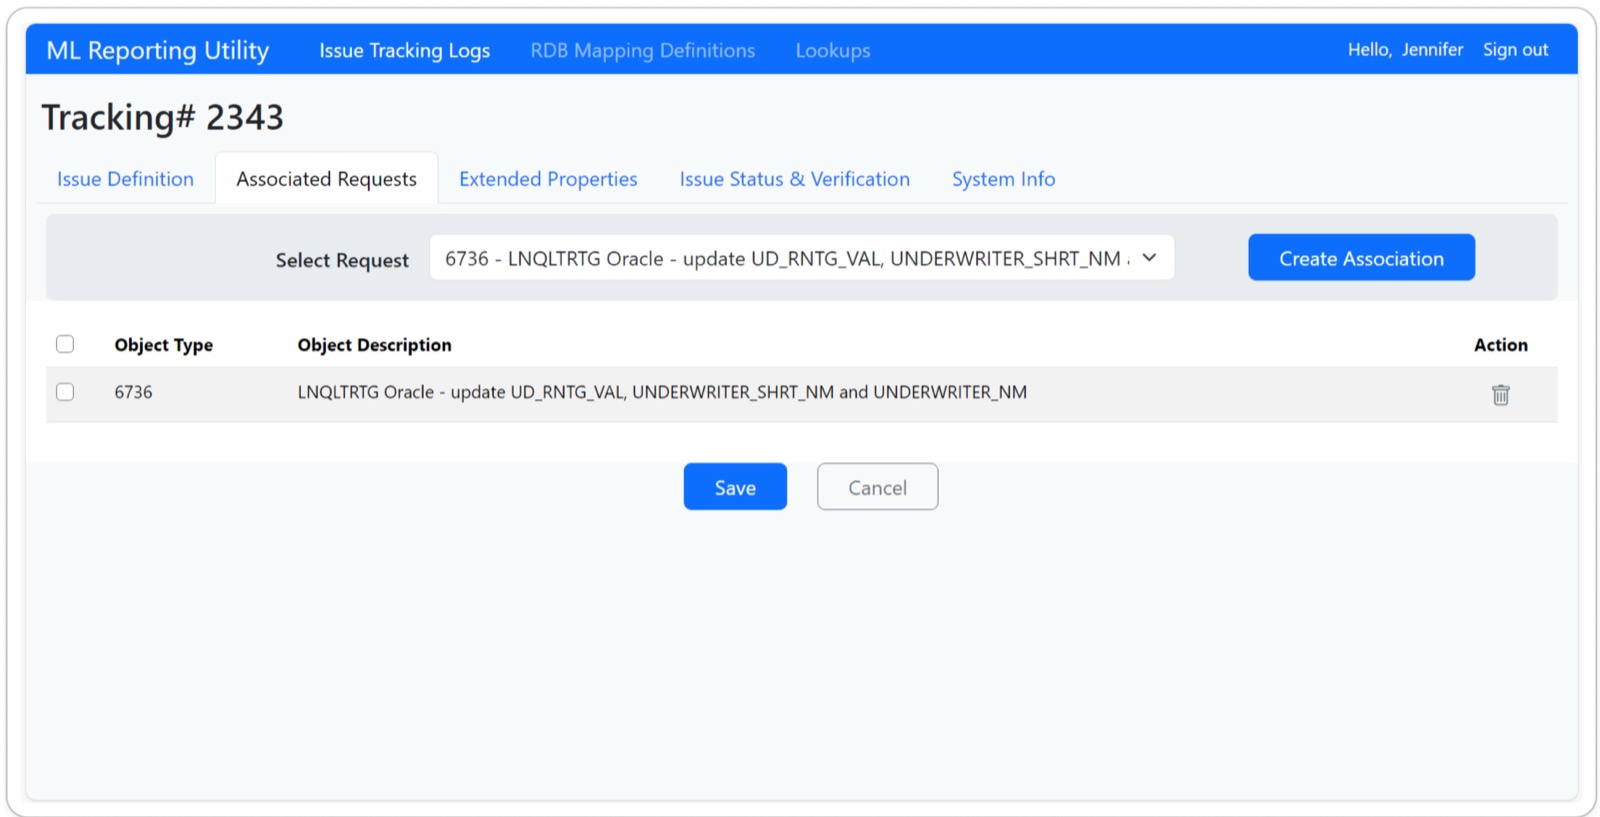 ML Reporting Utility Issue Tracking Logs RDB Mapping Definitions Lookups Hello, Jennifer Sign out
Tracking# 2343
Issue Definition Associated Requests Extended Properties Issue Status & Verification System Info
Select Request 6736 - LNQLTRTG Oracle - update UD_RNTG_VAL, UNDERWRITER_SHRT_NM Create Association
Object Type Object Description Action
6736 LNQLTRTG Oracle - update UD_RNTG_VAL, UNDERWRITER_SHRT_NM and UNDERWRITER_NM
Save Cancel